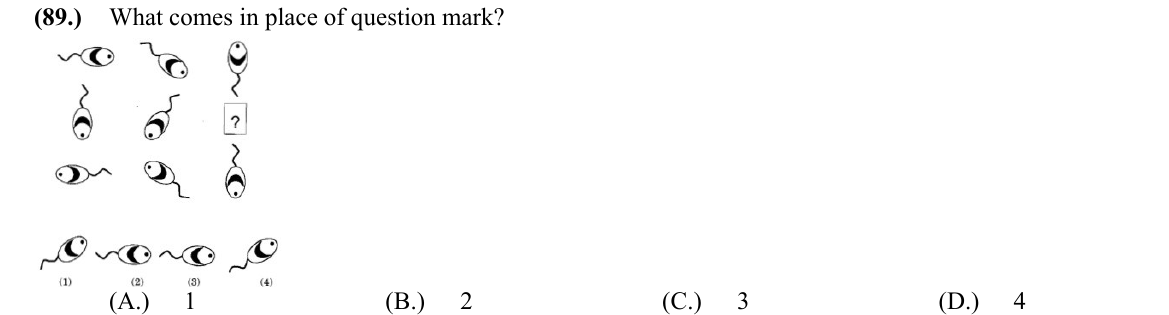 (89.) What comes in place of question mark?
?
(1) (2) (3) (4)
(A.) 1 (B.) 2 (C.) 3 (D.) 4